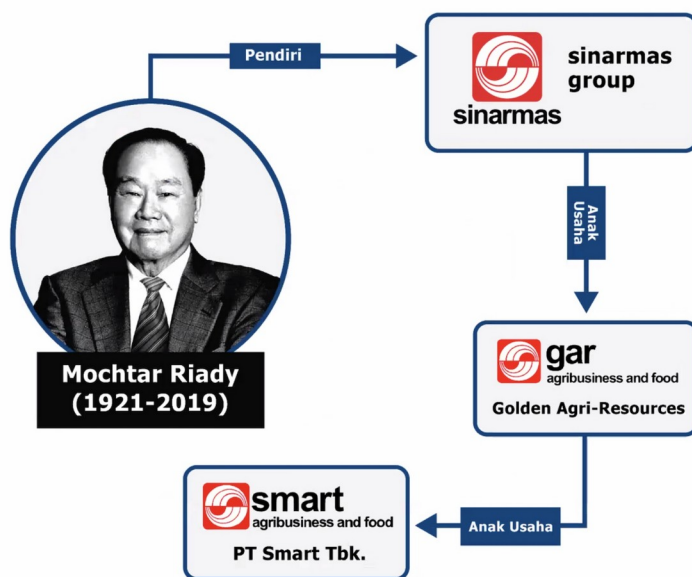 Pendiri
sinarmas
sinarmas
group
Anak
Usaha
Mochtar Riady
(1921-2019)
gar
agribusiness and food
Golden Agri-Resources
smart
agribusiness and food
PT Smart Tbk.
Anak Usaha